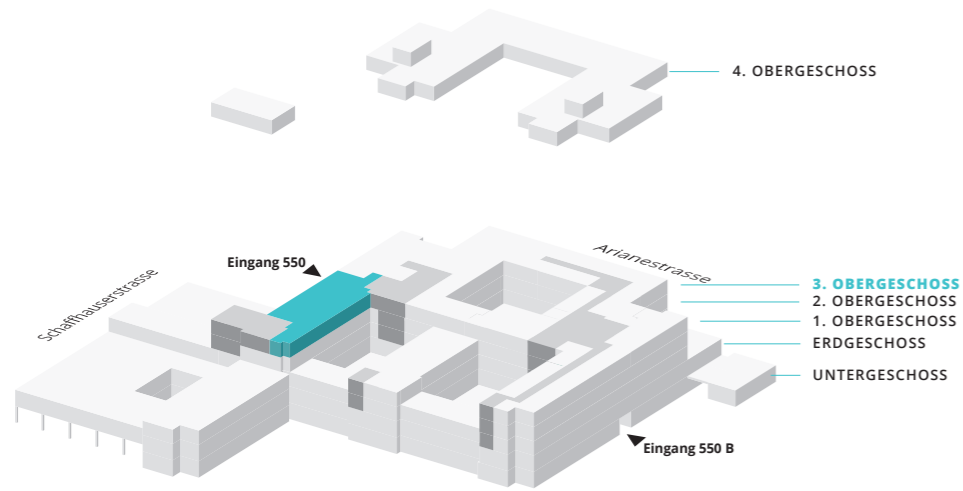 4. OBERGESCHOSS
Arianestrasse
Eingang 550
Schaffhauserstrasse
3. OBERGESCHOSS
2. OBERGESCHOSS
1. OBERGESCHOSS
ERDGESCHOSS
UNTERGESCHOSS
Eingang 550 B